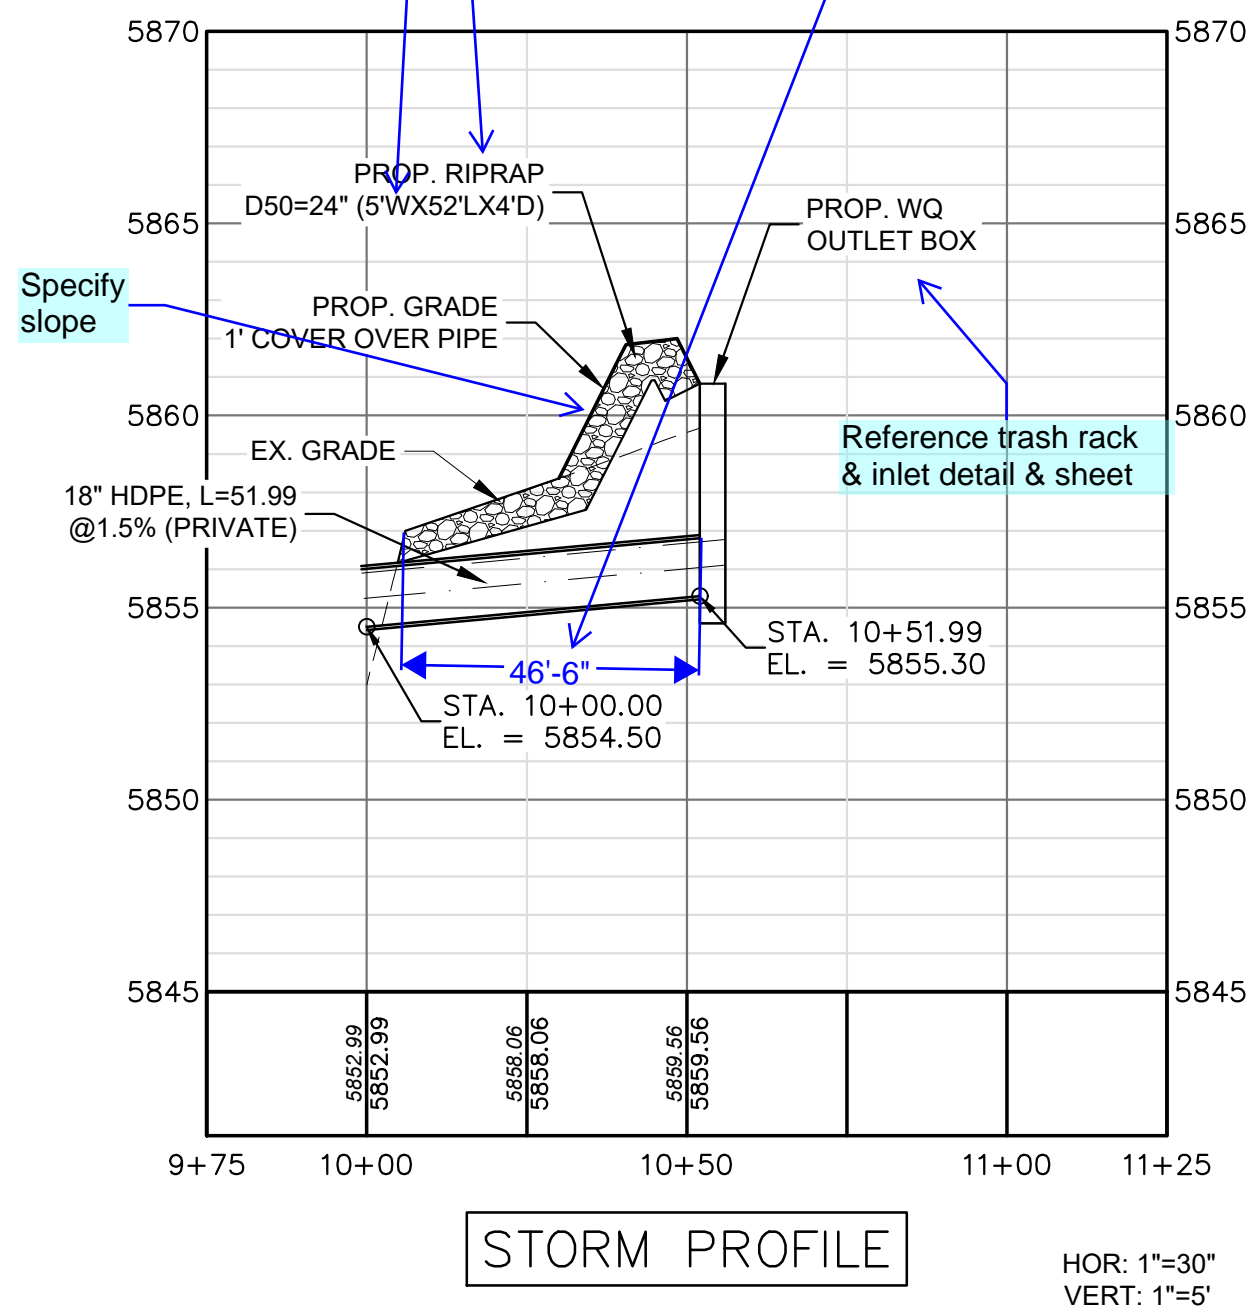 5870
5870
PROP. RIPRAP
D50=24" (5'WX52'LX4'D)
PROP. WQ
OUTLET BOX
5865
5865
Specify
slope
PROP. GRADE
1' COVER OVER PIPE
5860
5860
Reference trash rack
& inlet detail & sheet
EX. GRADE
18" HDPE, L=51.99
@1.5% (PRIVATE)
5855
5855
STA. 10+51.99
EL. = 5855.30
46'-6"
STA. 10+00.00
EL. = 5854.50
5850
5850
5845
5845
5852.99
5852.99
5858.06
5858.06
5859.56
5859.56
9+75
10+00
10+50
11+00
11+25
STORM PROFILE
HOR: 1"=30"
VERT: 1"=5'